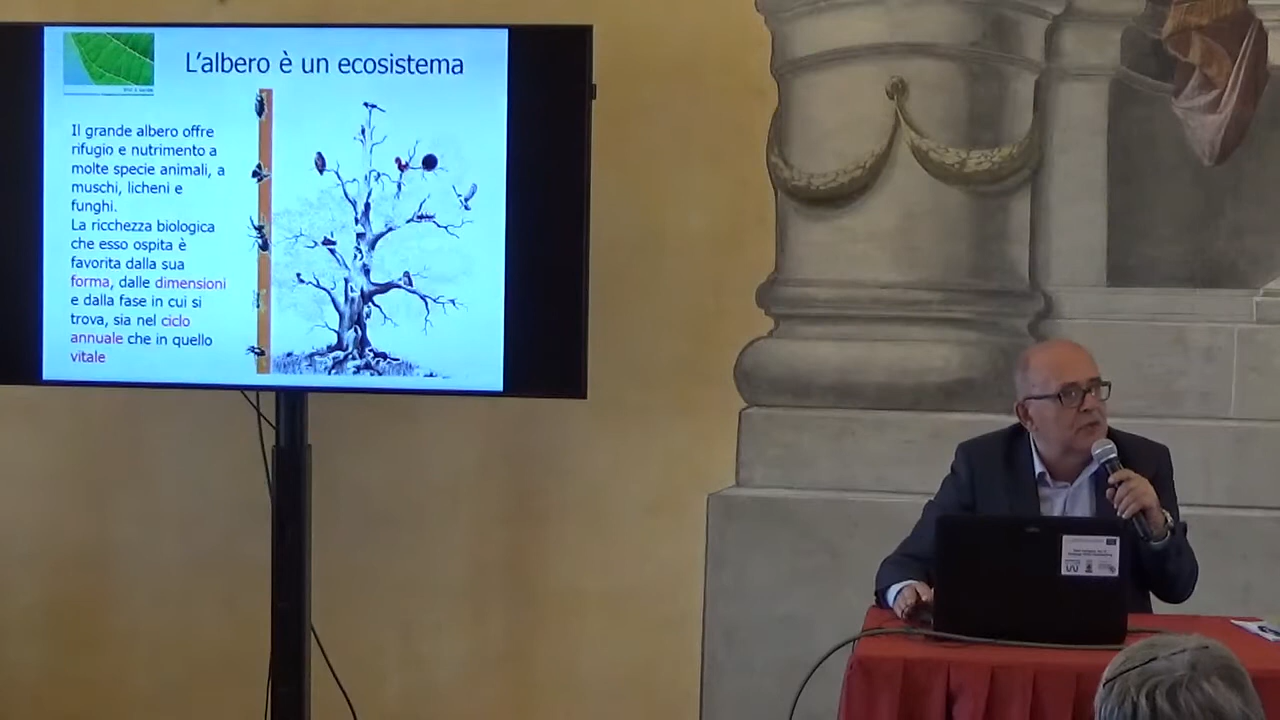 L'albero è un ecosistema
Il grande albero offre
rifugio e nutrimento a
molte specie animali, a
muschi, licheni e
funghi.
La ricchezza biologica
che esso ospita è
favorita dalla sua
forma, dalle dimensioni
e dalla fase in cui si
trova, sia nel ciclo
annuale che in quello
vitale